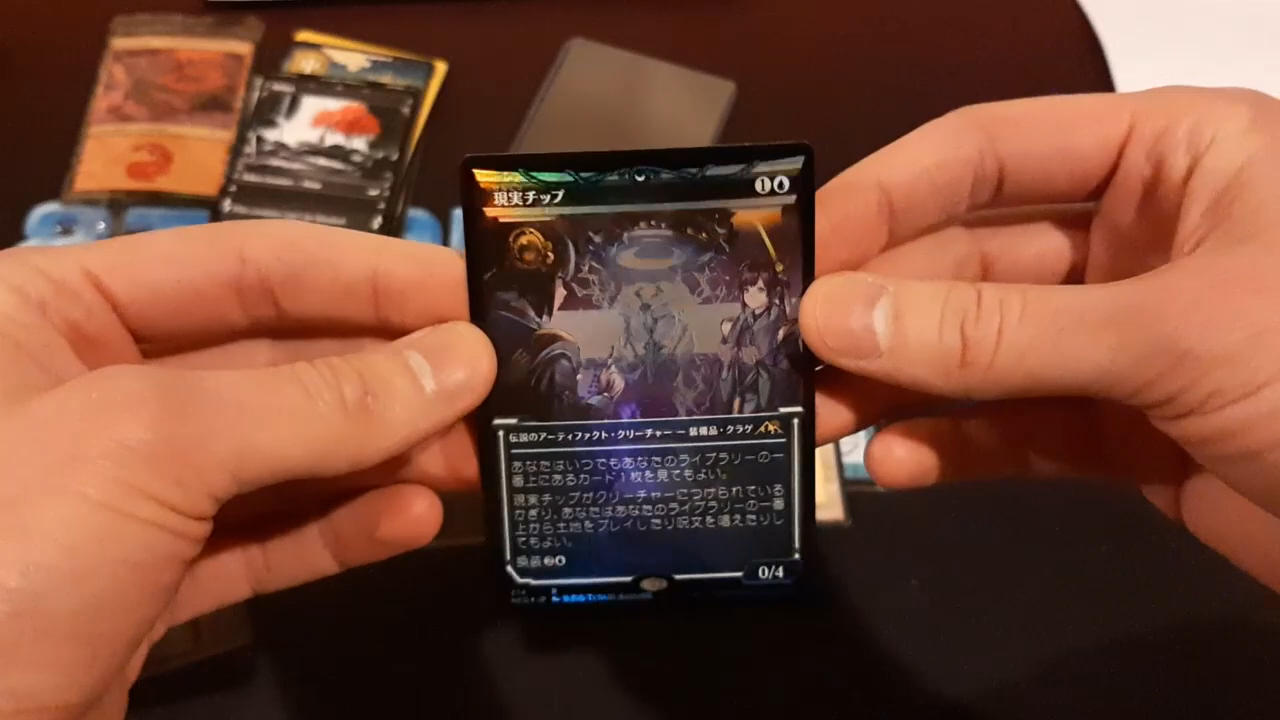 現実チップ
1
伝説のアーティファクト・クリーチャー — 装備品・クラゲ
あなたはいつでもあなたのライブラリーの一
番上にあるカード1枚を見てもよい。
現実チップがクリーチャーにつけられている
かぎり、あなたはあなたのライブラリーの一番
上から土地をプレイしたり呪文を唱えたりし
てもよい。
換装2
0/4